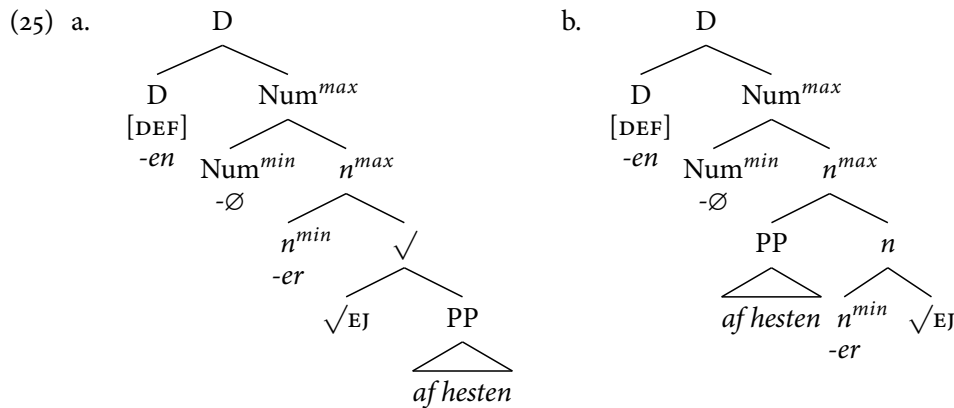 (25) a. D b. D
D Num^max D Num^max
[DEF] [DEF]
-en Num^min n^max -en Num^min n^max
-∅ -∅
n^min √ PP n
-er
√EJ PP af hesten n^min √EJ
-er
af hesten